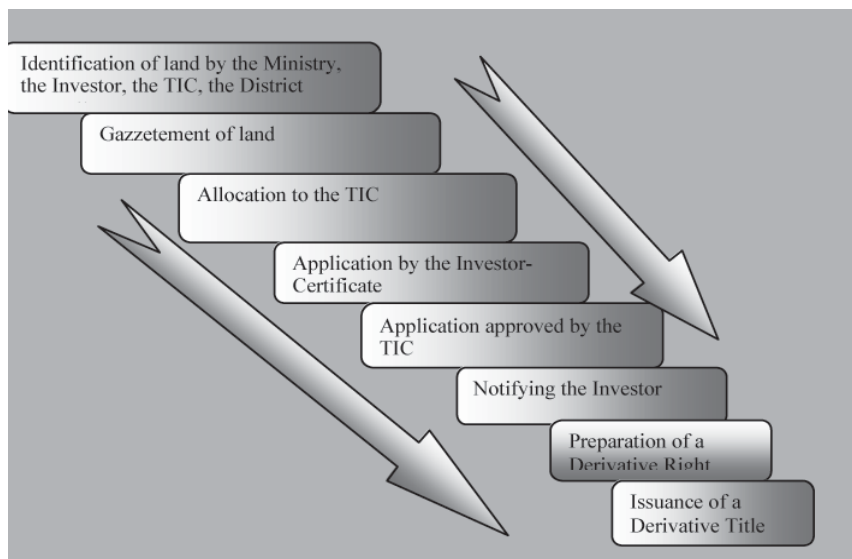 Identification of land by the Ministry,
the Investor, the TIC, the District
Gazzetement of land
Allocation to the TIC
Application by the Investor-
Certificate
Application approved by the
TIC
Notifying the Investor
Preparation of a
Derivative Right
Issuance of a
Derivative Title